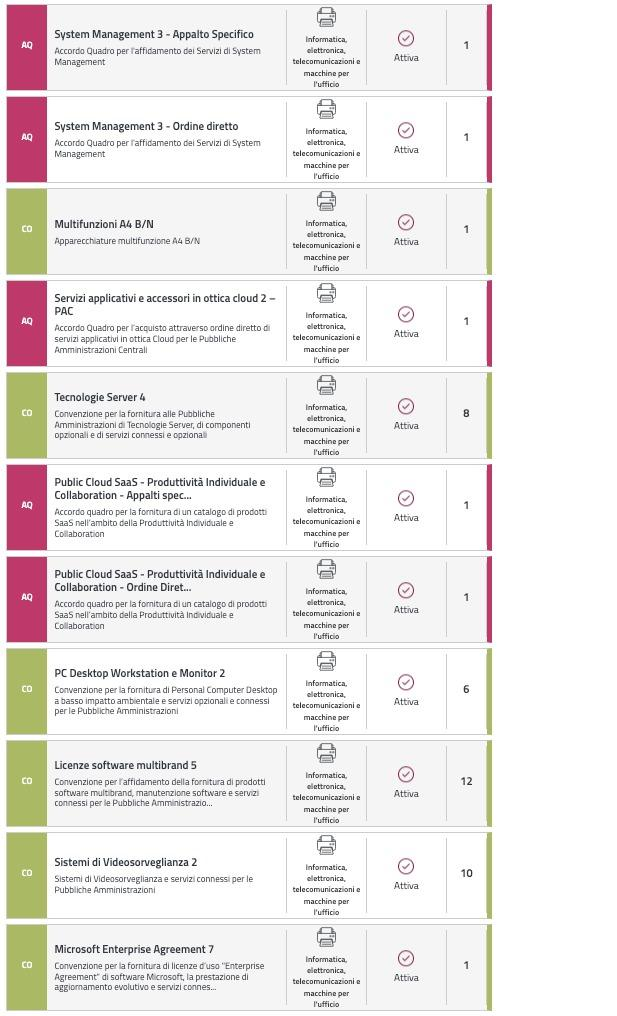 AQ
System Management 3 - Appalto Specifico
Accordo Quadro per l'affidamento dei Servizi di System
Management
Informatica,
elettronica,
telecomunicazioni e
macchine per
l'ufficio
Attiva
1
AQ
System Management 3 - Ordine diretto
Accordo Quadro per l'affidamento dei Servizi di System
Management
Informatica,
elettronica,
telecomunicazioni e
macchine per
l'ufficio
Attiva
1
CO
Multifunzioni A4 B/N
Apparecchiature multifunzione A4 B/N
Informatica,
elettronica,
telecomunicazioni e
macchine per
l'ufficio
Attiva
1
AQ
Servizi applicativi e accessori in ottica cloud 2 –
PAC
Accordo Quadro per l'acquisto attraverso ordine diretto di
servizi applicativi in ottica Cloud per le Pubbliche
Amministrazioni Centrali
Informatica,
elettronica,
telecomunicazioni e
macchine per
l'ufficio
Attiva
1
CO
Tecnologie Server 4
Convenzione per la fornitura alle Pubbliche
Amministrazioni di Tecnologie Server, di componenti
opzionali e di servizi connessi e opzionali
Informatica,
elettronica,
telecomunicazioni e
macchine per
l'ufficio
Attiva
8
AQ
Public Cloud SaaS - Produttività Individuale e
Collaboration - Appalti spec...
Accordo quadro per la fornitura di un catalogo di prodotti
SaaS nell'ambito della Produttività Individuale e
Collaboration
Informatica,
elettronica,
telecomunicazioni e
macchine per
l'ufficio
Attiva
1
AQ
Public Cloud SaaS - Produttività Individuale e
Collaboration - Ordine Diret...
Accordo quadro per la fornitura di un catalogo di prodotti
SaaS nell'ambito della Produttività Individuale e
Collaboration
Informatica,
elettronica,
telecomunicazioni e
macchine per
l'ufficio
Attiva
1
CO
PC Desktop Workstation e Monitor 2
Convenzione per la fornitura di Personal Computer Desktop
a basso impatto ambientale e servizi opzionali e connessi
per le Pubbliche Amministrazioni
Informatica,
elettronica,
telecomunicazioni e
macchine per
l'ufficio
Attiva
6
CO
Licenze software multibrand 5
Convenzione per l'affidamento della fornitura di prodotti
software multibrand, manutenzione software e servizi
connessi per le Pubbliche Amministrazio...
Informatica,
elettronica,
telecomunicazioni e
macchine per
l'ufficio
Attiva
12
CO
Sistemi di Videosorveglianza 2
Sistemi di Videosorveglianza e servizi connessi per le
Pubbliche Amministrazioni
Informatica,
elettronica,
telecomunicazioni e
macchine per
l'ufficio
Attiva
10
CO
Microsoft Enterprise Agreement 7
Convenzione per la fornitura di licenze d'uso "Enterprise
Agreement" di software Microsoft, la prestazione di
aggiornamento evolutivo e servizi connes...
Informatica,
elettronica,
telecomunicazioni e
macchine per
l'ufficio
Attiva
1